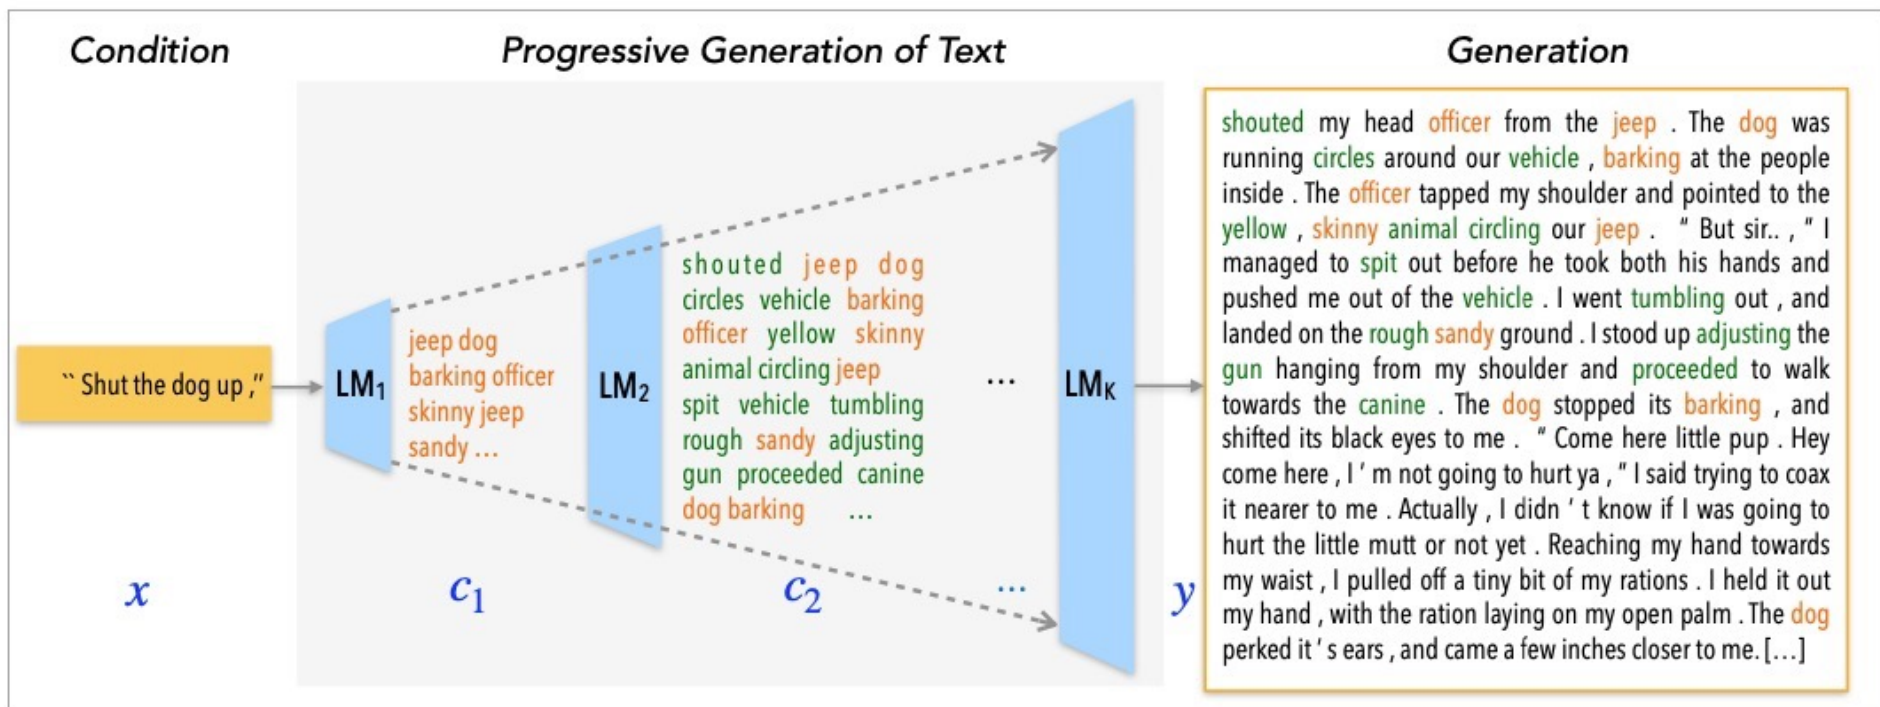 Condition
Progressive Generation of Text
Generation
`` Shut the dog up ,”
LM1
jeep dog
barking officer
skinny jeep
sandy ...
LM2
shouted jeep dog
circles vehicle barking
officer yellow skinny
animal circling jeep
spit vehicle tumbling
rough sandy adjusting
gun proceeded canine
dog barking ...
...
LMK
shouted my head officer from the jeep . The dog was
running circles around our vehicle , barking at the people
inside . The officer tapped my shoulder and pointed to the
yellow , skinny animal circling our jeep . “ But sir.. , “ I
managed to spit out before he took both his hands and
pushed me out of the vehicle . I went tumbling out , and
landed on the rough sandy ground . I stood up adjusting the
gun hanging from my shoulder and proceeded to walk
towards the canine . The dog stopped its barking , and
shifted its black eyes to me . “ Come here little pup . Hey
come here , I ’ m not going to hurt ya , ” I said trying to coax
it nearer to me . Actually , I didn ’ t know if I was going to
hurt the little mutt or not yet . Reaching my hand towards
my waist , I pulled off a tiny bit of my rations . I held it out
my hand , with the ration laying on my open palm . The dog
perked it ’ s ears , and came a few inches closer to me. [...]
x
c1
c2
...
y